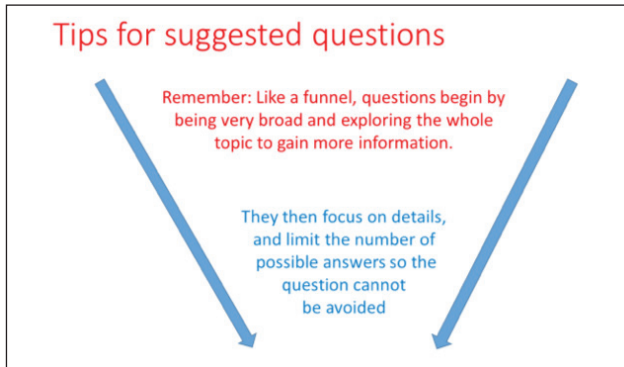 Tips for suggested questions
Remember: Like a funnel, questions begin by
being very broad and exploring the whole
topic to gain more information.
They then focus on details,
and limit the number of
possible answers so the
question cannot
be avoided